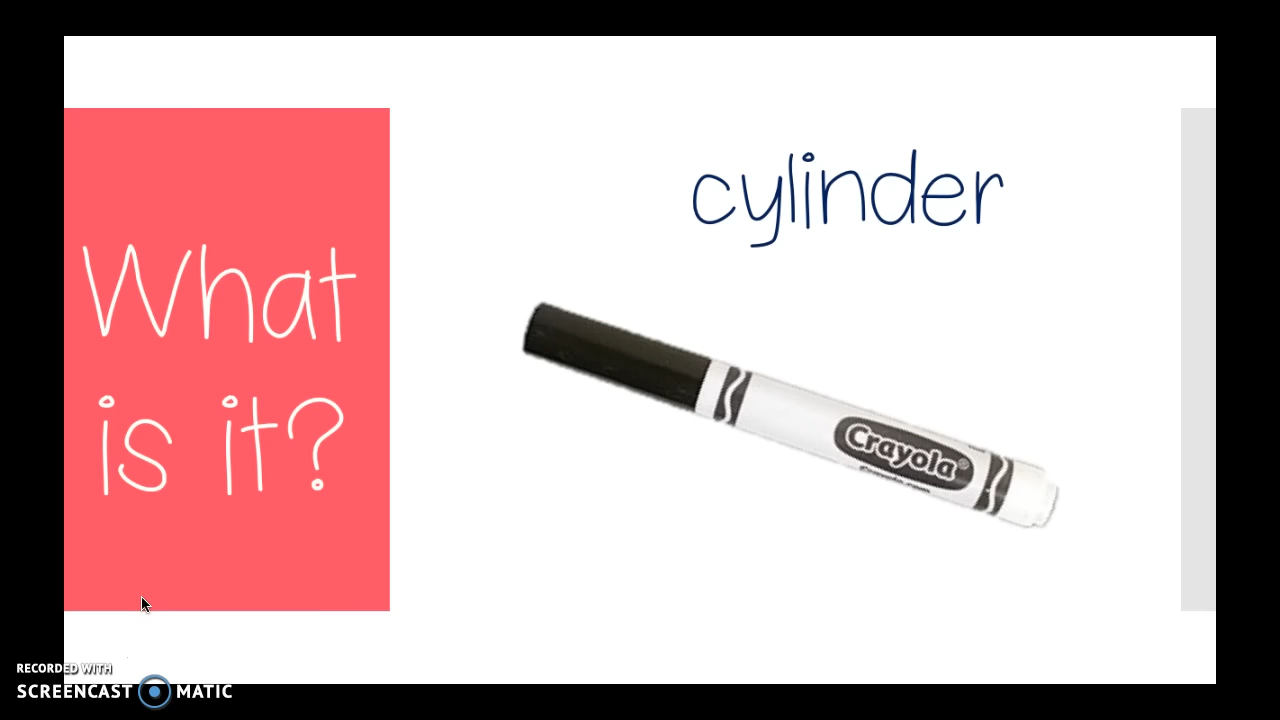 What
is it?
cylinder
Crayola®
RECORDED WITH
SCREENCAST MATIC